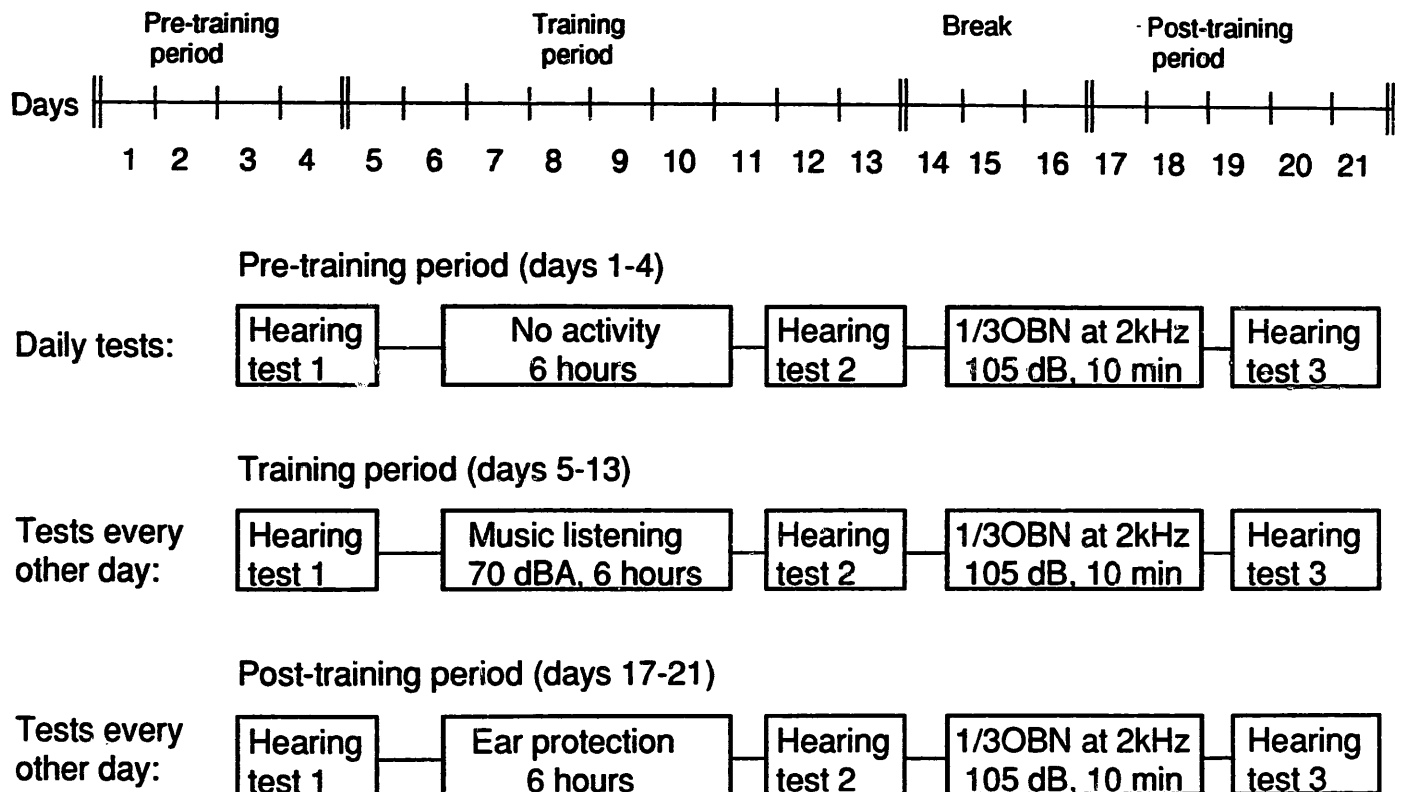 Pre-training
period
Training
period
Break
Post-training
period
Days
1 2 3 4 5 6 7 8 9 10 11 12 13 14 15 16 17 18 19 20 21
Pre-training period (days 1-4)
Daily tests:
Hearing
test 1
No activity
6 hours
Hearing
test 2
1/3OBN at 2kHz
105 dB, 10 min
Hearing
test 3
Training period (days 5-13)
Tests every
other day:
Hearing
test 1
Music listening
70 dBA, 6 hours
Hearing
test 2
1/3OBN at 2kHz
105 dB, 10 min
Hearing
test 3
Post-training period (days 17-21)
Tests every
other day:
Hearing
test 1
Ear protection
6 hours
Hearing
test 2
1/3OBN at 2kHz
105 dB, 10 min
Hearing
test 3